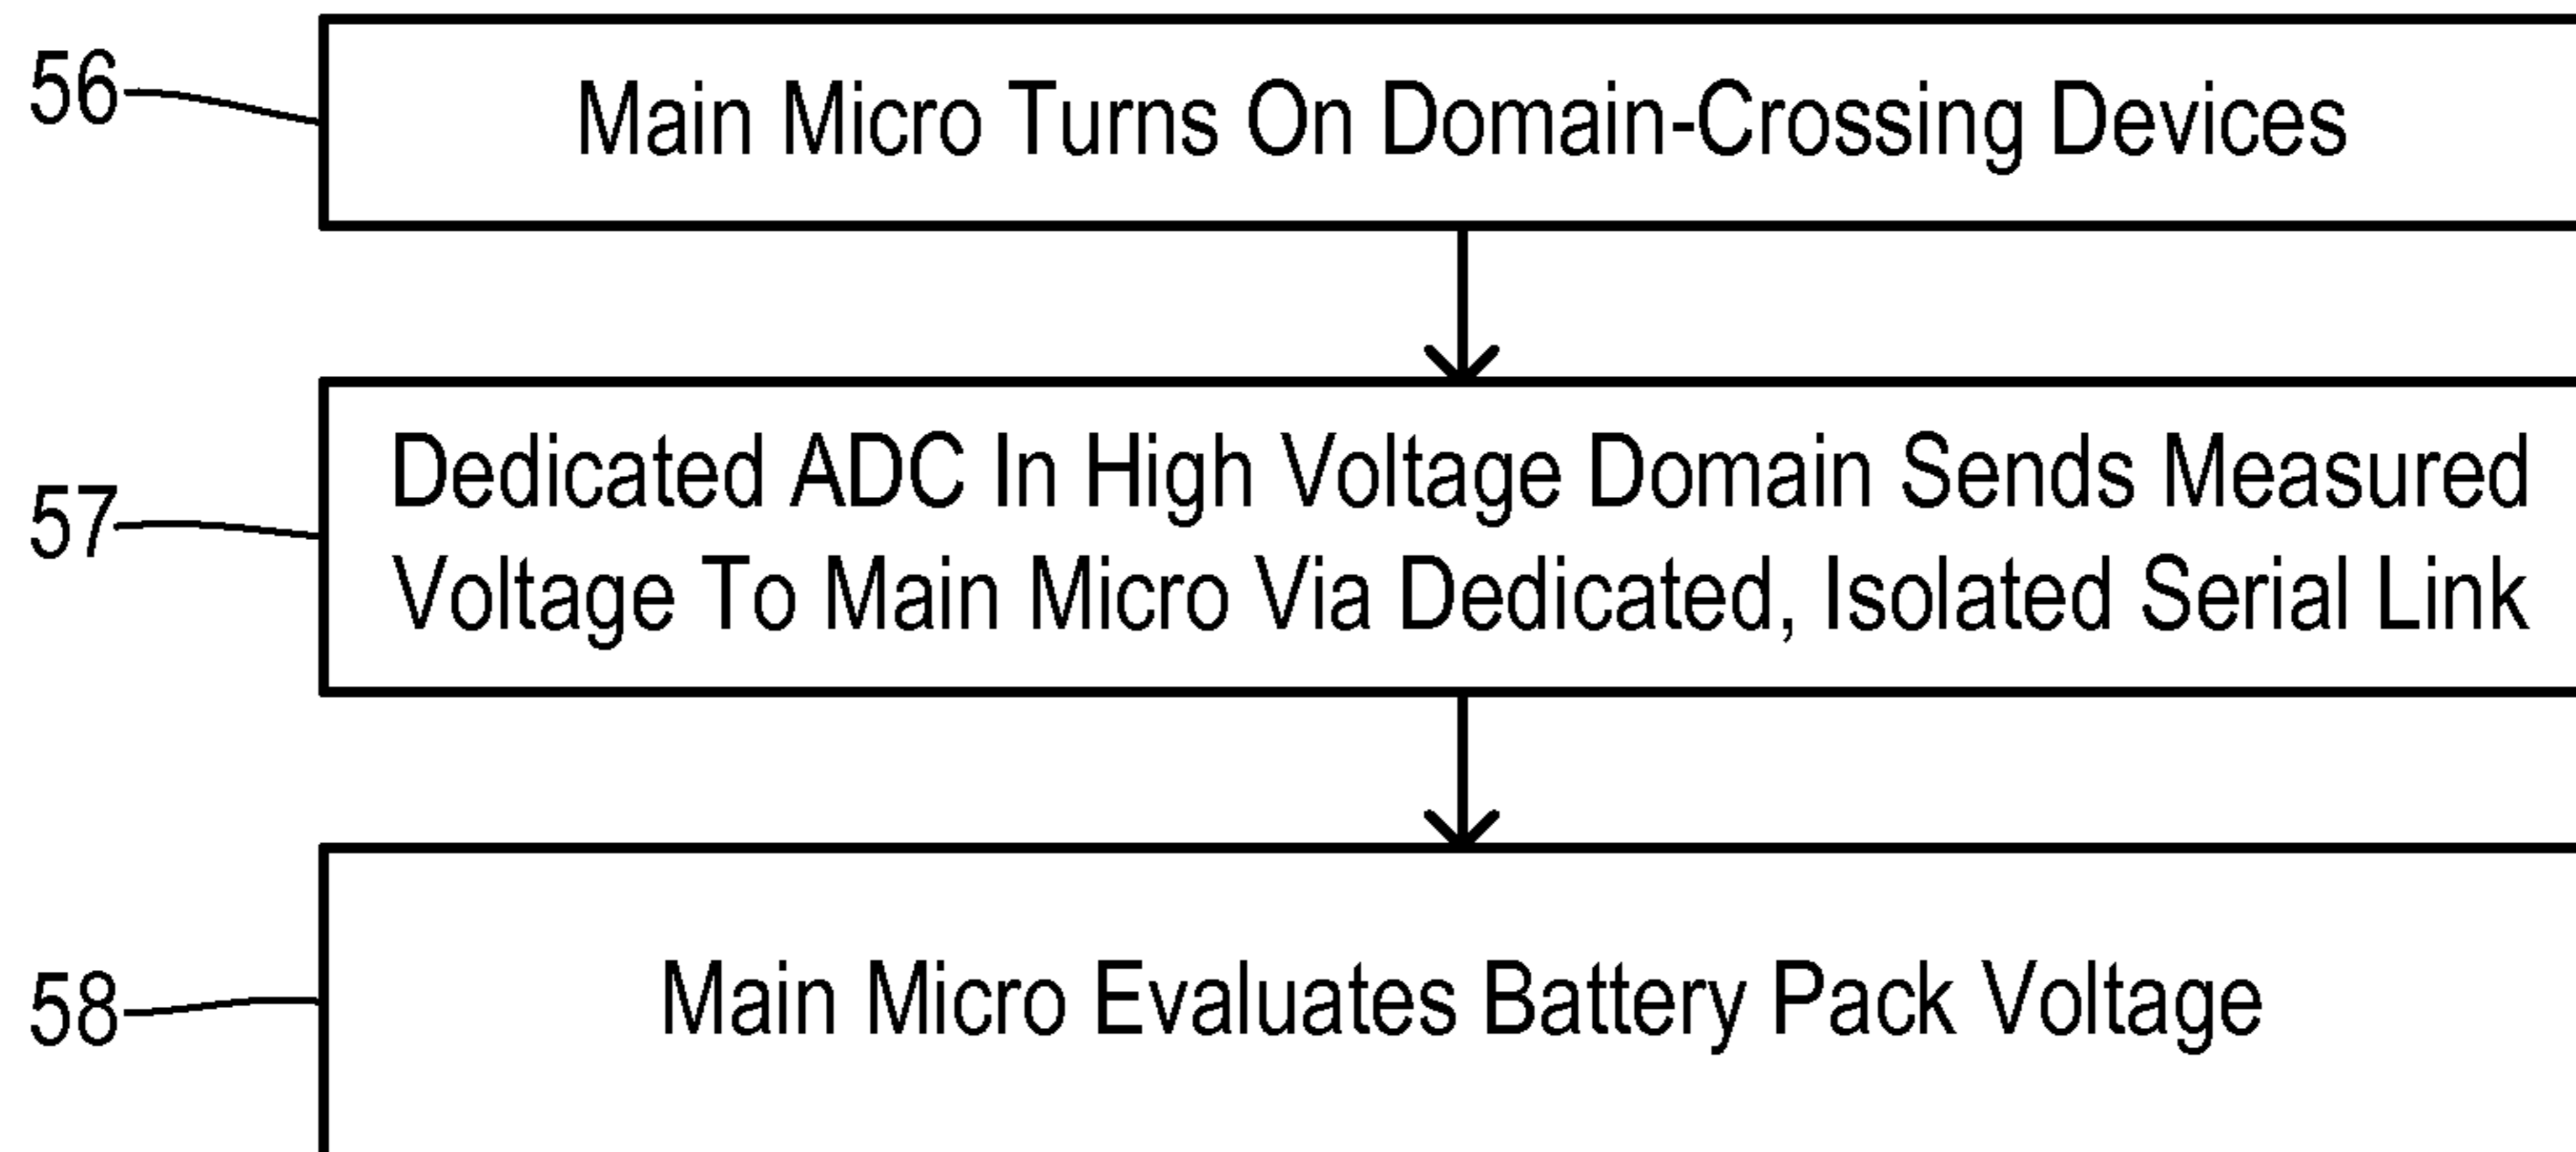 56
Main Micro Turns On Domain-Crossing Devices
57
Dedicated ADC In High Voltage Domain Sends Measured
Voltage To Main Micro Via Dedicated, Isolated Serial Link
58
Main Micro Evaluates Battery Pack Voltage